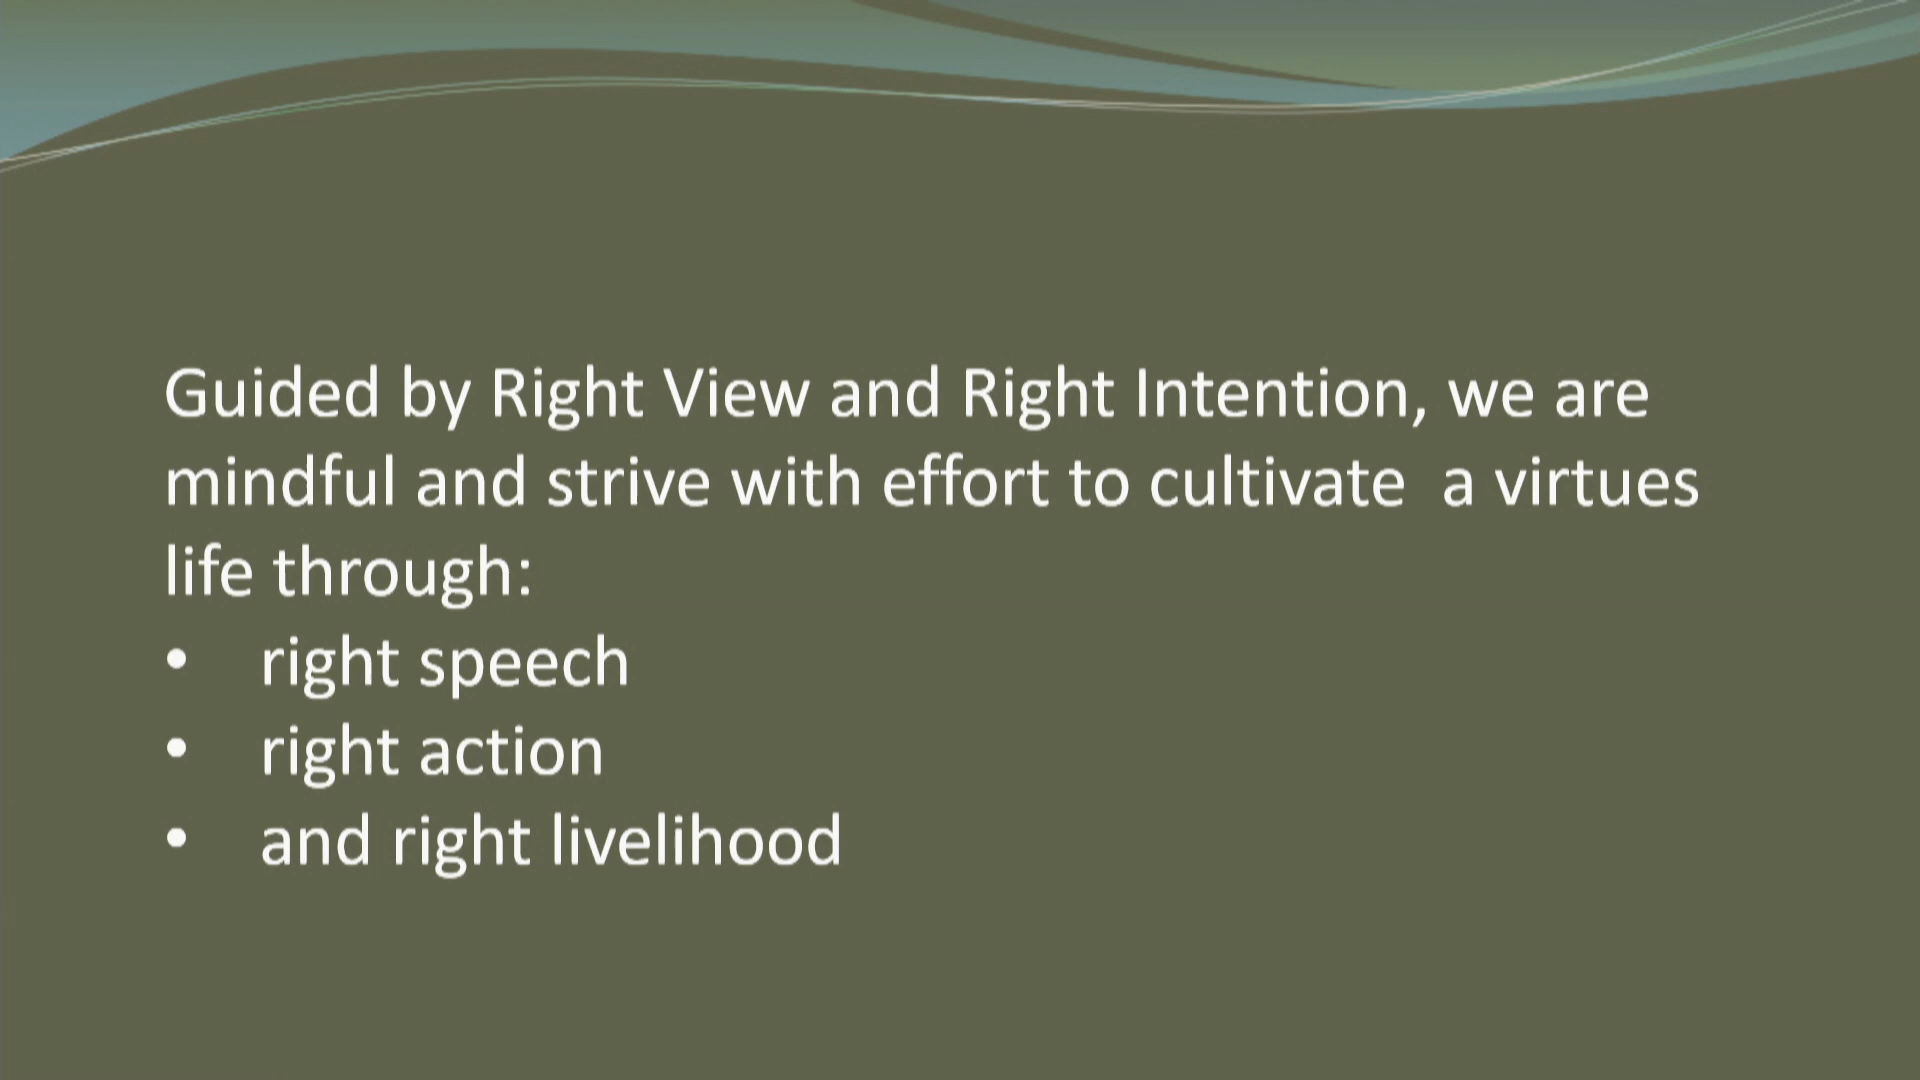 Guided by Right View and Right Intention, we are
mindful and strive with effort to cultivate  a virtues
life through:
• right speech
• right action
• and right livelihood